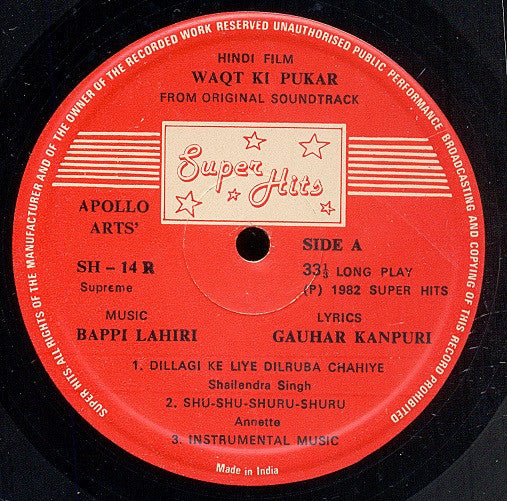 SUPER HITS ALL RIGHTS OF THE MANUFACTURER AND OF THE OWNER OF THE RECORDED WORK RESERVED UNAUTHORISED PUBLIC PERFORMANCE BROADCASTING AND COPYING OF THIS RECORD PROHIBITED
HINDI FILM
WAQT KI PUKAR
FROM ORIGINAL SOUNDTRACK
Super Hits
APOLLO
ARTS'
SIDE A
SH - 14 R
33⅓ LONG PLAY
Supreme
(P) 1982 SUPER HITS
MUSIC
LYRICS
BAPPI LAHIRI
GAUHAR KANPURI
1. DILLAGI KE LIYE DILRUBA CHAHIYE
Shailendra Singh
2. SHU-SHU-SHURU-SHURU
Annette
3. INSTRUMENTAL MUSIC
Made in India